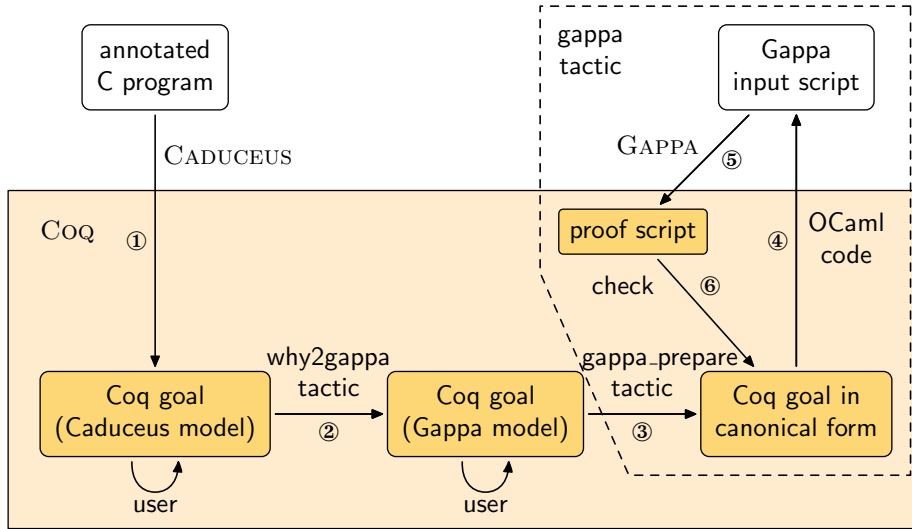 annotated
C program
gappa
tactic
Gappa
input script
CADUCEUS
GAPPA
⑤
COQ
①
proof script
④
OCaml
code
check
⑥
why2gappa
tactic
gappa_prepare
tactic
Coq goal
(Caduceus model)
②
Coq goal
(Gappa model)
③
Coq goal in
canonical form
user
user